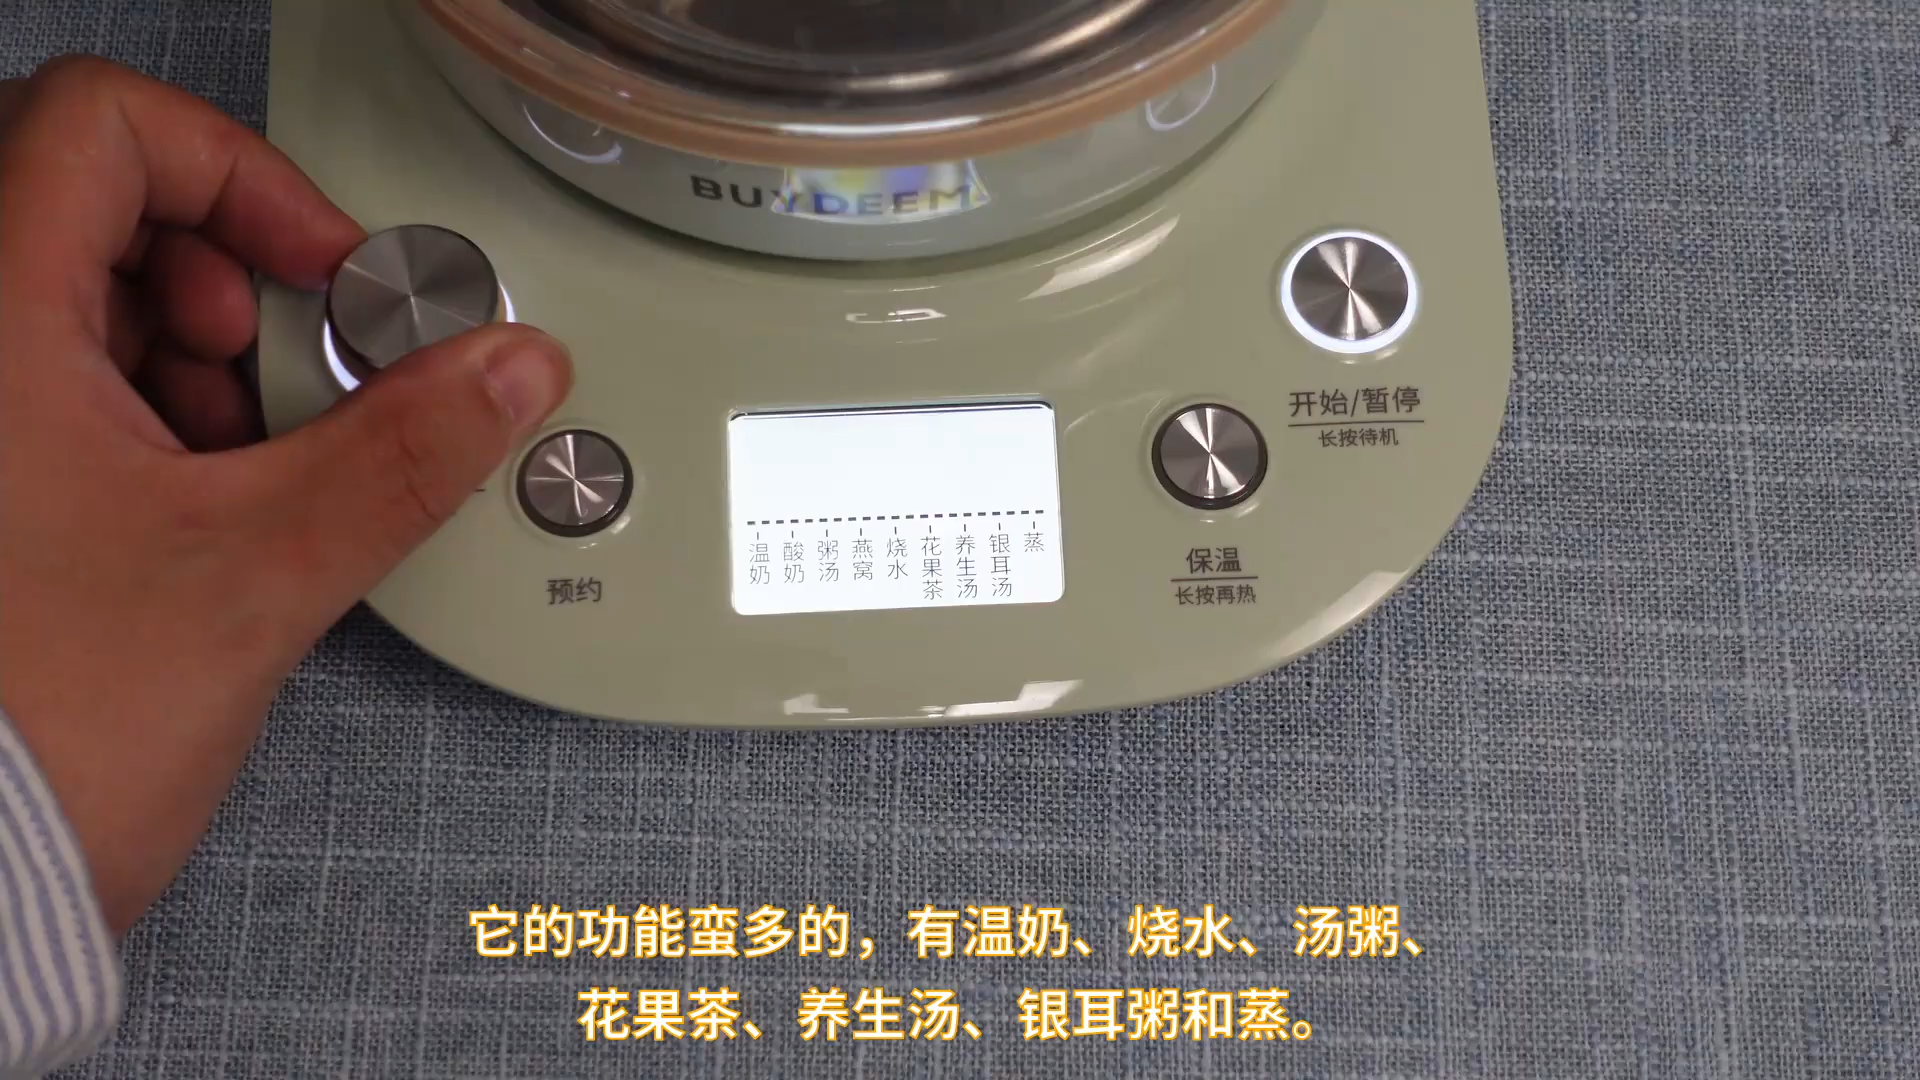 BUYDEEM
开始/暂停
长按待机
温奶
酸奶
粥汤
燕窝
烧水
花果茶
养生汤
银耳汤
蒸
预约
保温
长按再热
它的功能蛮多的，有温奶、烧水、汤粥、
花果茶、养生汤、银耳粥和蒸。